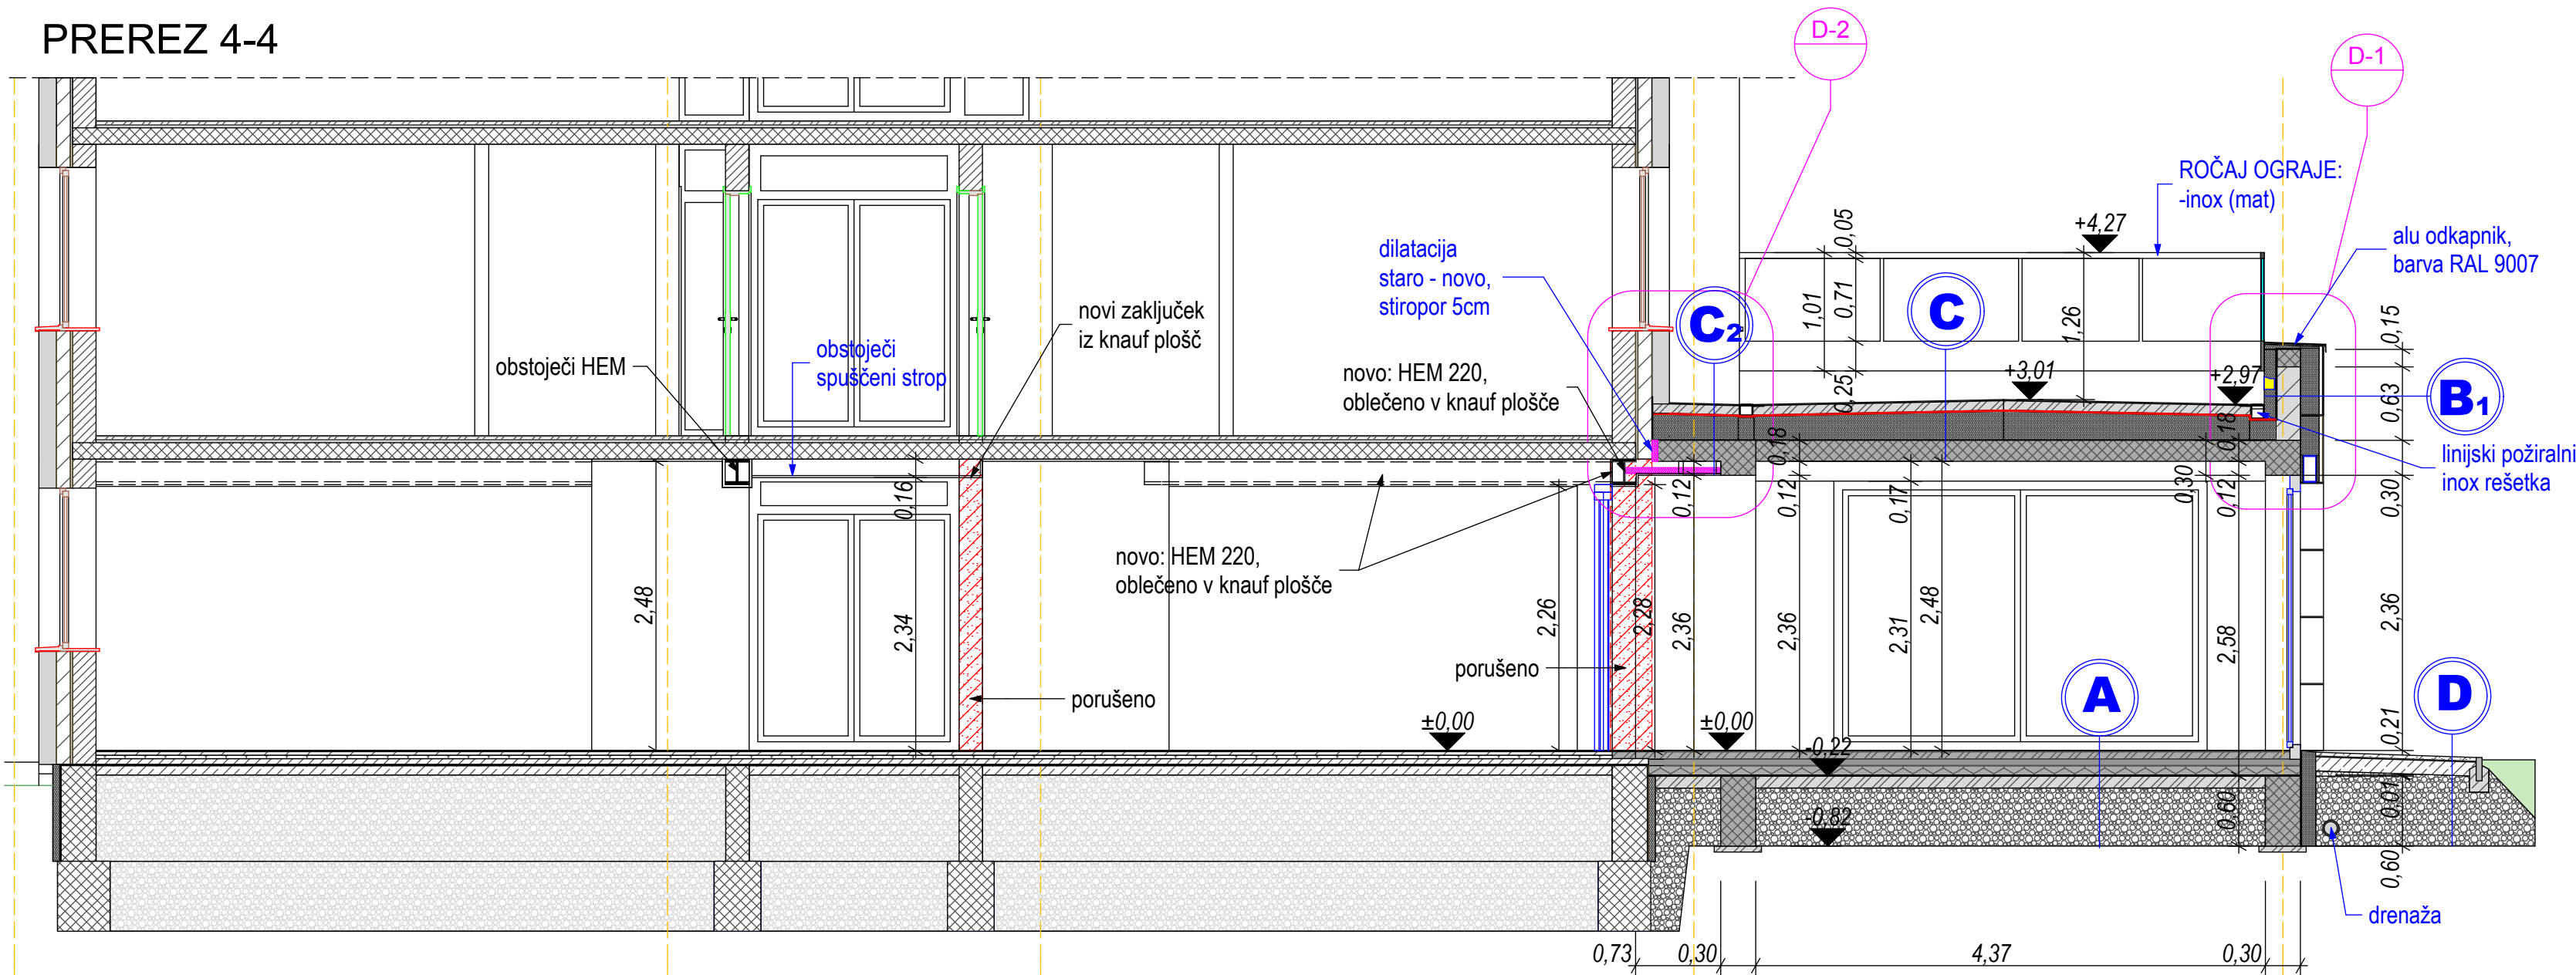 PREREZ 4-4
D-2
D-1
ROČAJ OGRAJE:
-inox (mat)
+4,27
0,05
alu odkapnik,
barva RAL 9007
dilatacija
staro - novo,
stiropor 5cm
novi zaključek
iz knauf plošč
obstoječi HEM
obstoječi
spuščeni strop
novo: HEM 220,
oblečeno v knauf plošče
C2
C
1,01
0,71
1,26
0,25
+3,01
+2,97
0,15
0,63
B1
linijski požiralni
inox rešetka
0,18
0,18
0,16
0,12
0,12
0,17
0,30
0,12
0,30
novo: HEM 220,
oblečeno v knauf plošče
2,48
2,34
2,26
2,28
2,36
2,36
2,31
2,48
2,58
2,36
porušeno
porušeno
±0,00
±0,00
A
D
0,21
-0,22
-0,82
0,60
0,01
0,60
drenaža
0,73
0,30
4,37
0,30